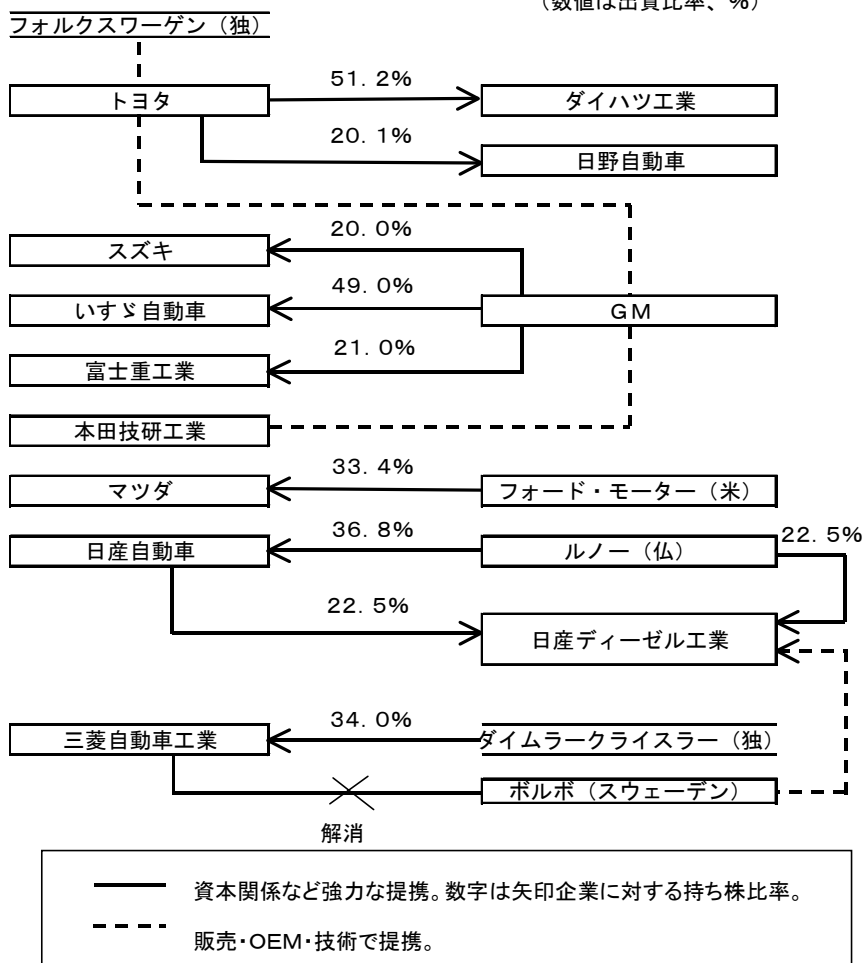 (数値は出資比率、%)
フォルクスワーゲン(独)
トヨタ
51.2%
ダイハツ工業
20.1%
日野自動車
スズキ
20.0%
いすゞ自動車
49.0%
GM
富士重工業
21.0%
本田技研工業
マツダ
33.4%
フォード・モーター(米)
日産自動車
36.8%
ルノー(仏)
22.5%
22.5%
日産ディーゼル工業
三菱自動車工業
34.0%
ダイムラークライスラー(独)
ボルボ(スウェーデン)
解消
資本関係など強力な提携。数字は矢印企業に対する持ち株比率。
販売・OEM・技術で提携。